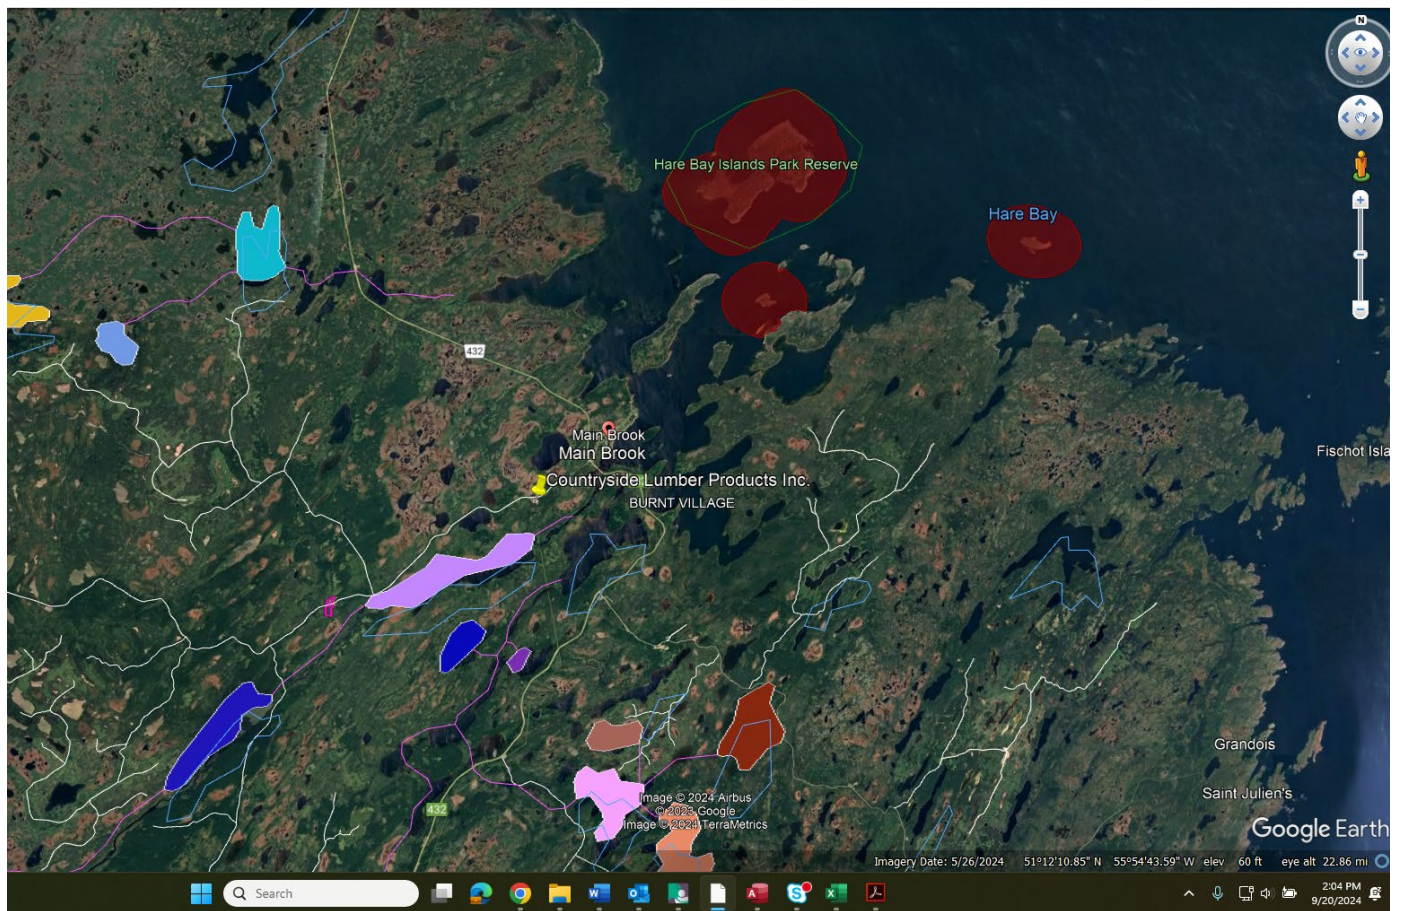 N
Hare Bay Islands Park Reserve
Hare Bay
432
Main Brook
Main Brook
Countryside Lumber Products Inc.
BURNT VILLAGE
Fischot Isla
Grandois
Saint Julien's
432
Image © 2024 Airbus
© 2023 Google
Image © 2024 TerraMetrics
Google Earth
Imagery Date: 5/26/2024 51°12'10.85" N 55°54'43.59" W elev 60 ft eye alt 22.86 mi
Search
2:04 PM
9/20/2024